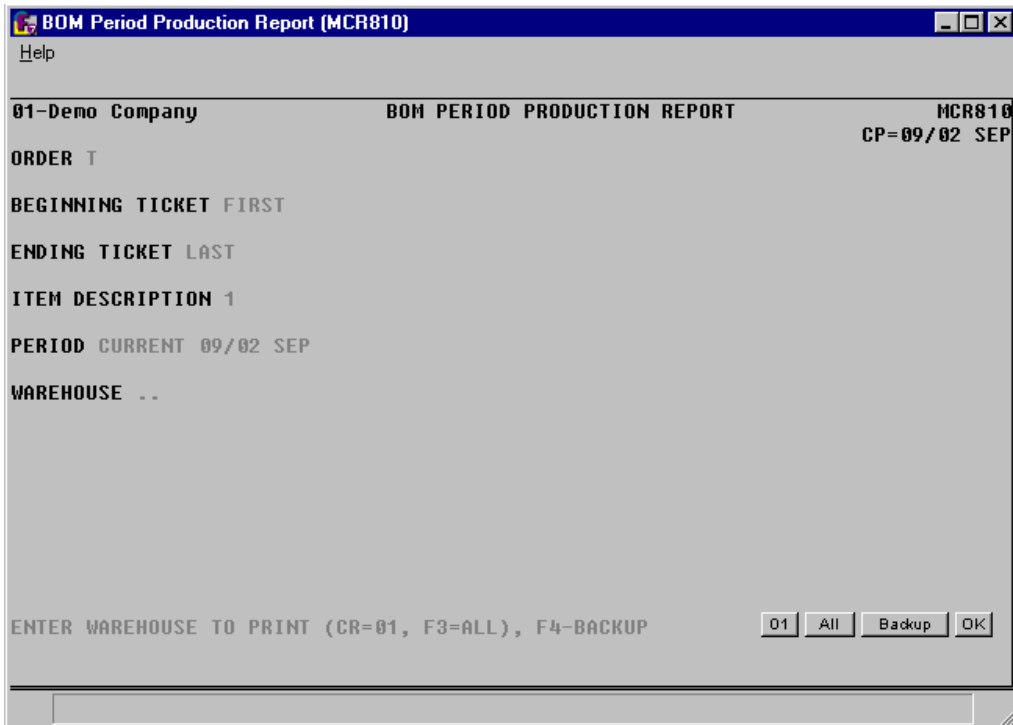 BOM Period Production Report (MCR810)
Help
01-Demo Company BOM PERIOD PRODUCTION REPORT MCR810
CP=09/02 SEP
ORDER T
BEGINNING TICKET FIRST
ENDING TICKET LAST
ITEM DESCRIPTION 1
PERIOD CURRENT 09/02 SEP
WAREHOUSE ..
ENTER WAREHOUSE TO PRINT (CR=01, F3=ALL), F4-BACKUP 01 All Backup OK